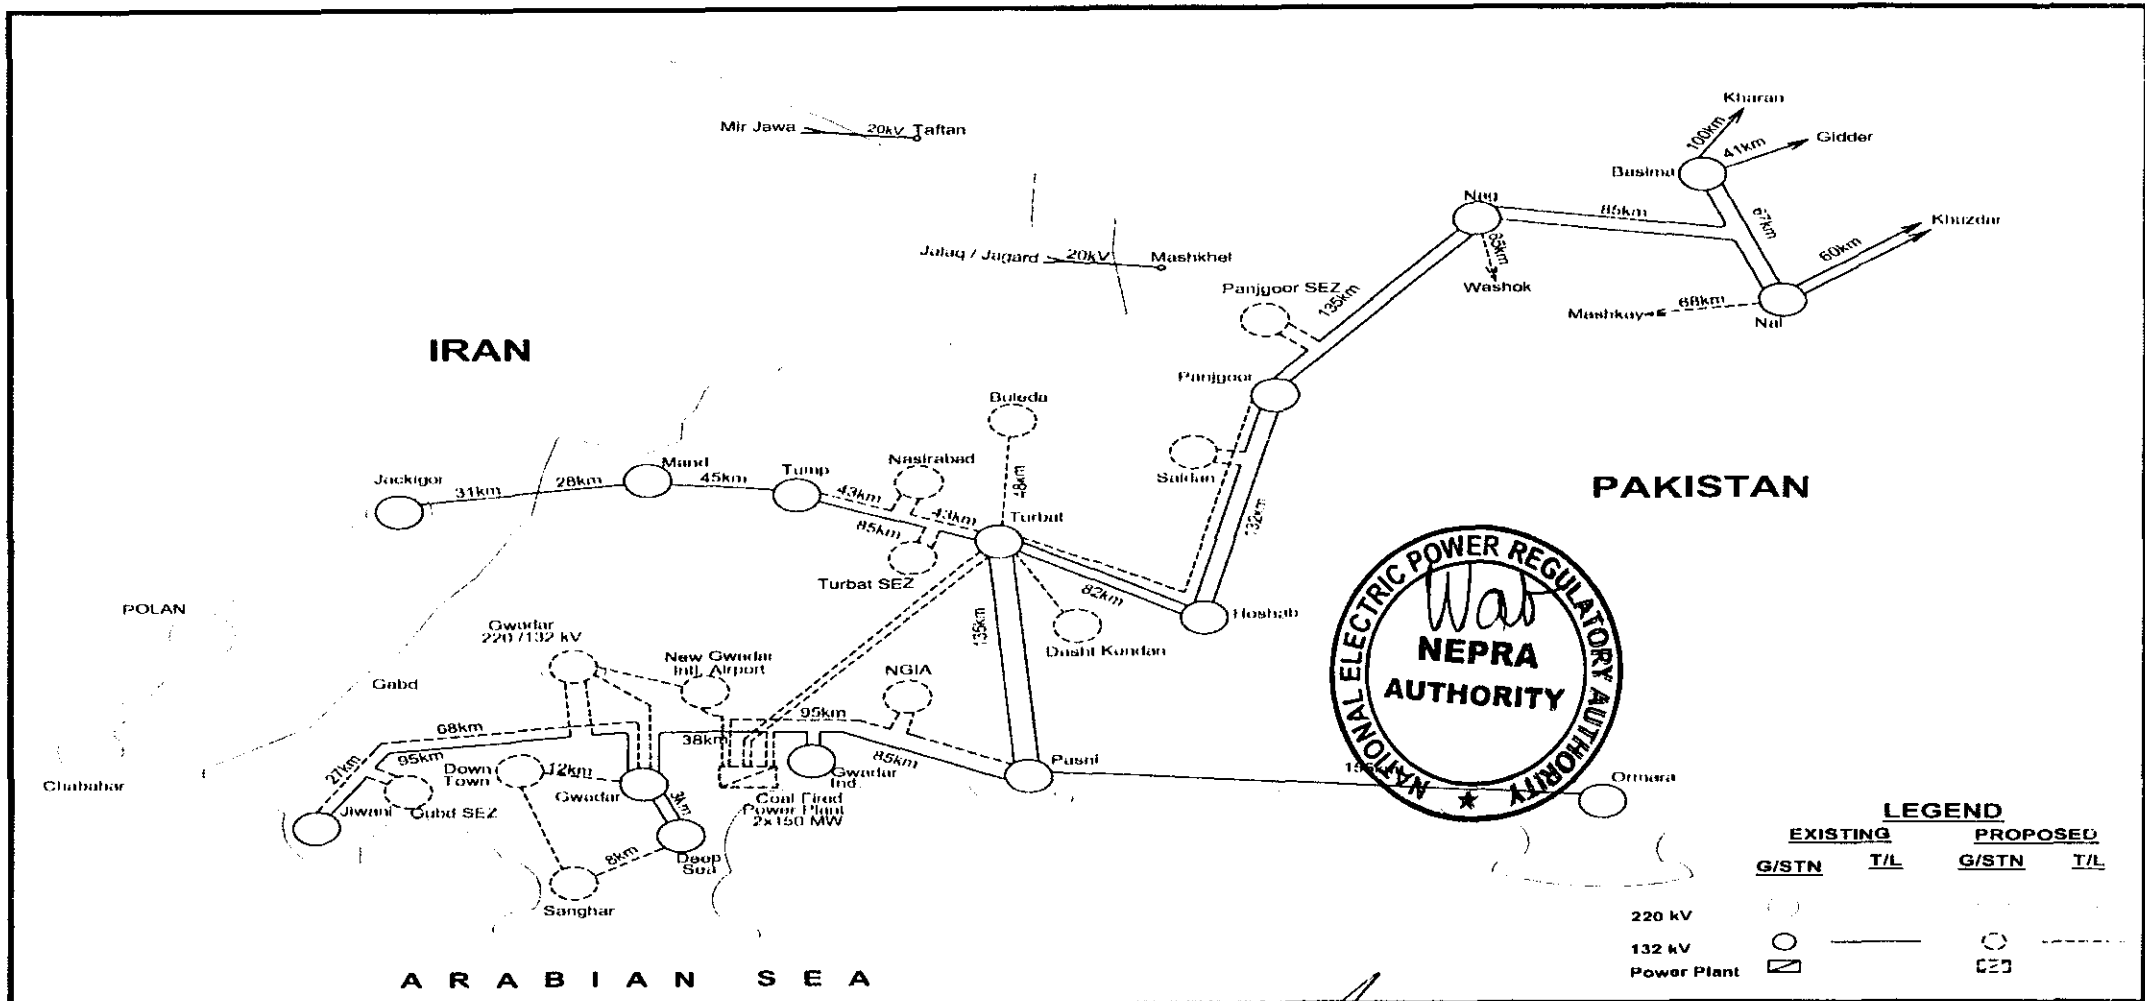 Kharan
100km
Mir Jawa
20kV
Taftan
41km
Gidder
Basima
Nag
85km
67km
Khuzdar
60km
Jalaq / Jagard
20kV
Mashkhel
85km
Washok
Panjgoor SEZ
135km
Mashkay
68km
Nal
IRAN
Panjgoor
Buleda
Mand
Tump
Nasirabad
Jackigor
31km
28km
45km
43km
43km
48km
Saidan
PAKISTAN
85km
Turbat
132km
Turbat SEZ
82km
Hoshab
POLAN
135km
Dasht Kundan
Gwadar
220 /132 kV
New Gwadar
Intl. Airport
NGIA
Gabd
NATIONAL ELECTRIC POWER REGULATORY AUTHORITY
NEPRA
AUTHORITY
68km
95km
38km
85km
27km
95km
Down
Town
12km
Gwadar
Gwadar
Ind.
Pasni
Ormara
Chabahar
Jiwani
Gabd SEZ
3km
Coal Fired
Power Plant
2x150 MW
Deep
Sea
8km
Sanghar
ARABIAN SEA
LEGEND
EXISTING
PROPOSED
G/STN
T/L
G/STN
T/L
220 kV
132 kV
Power Plant